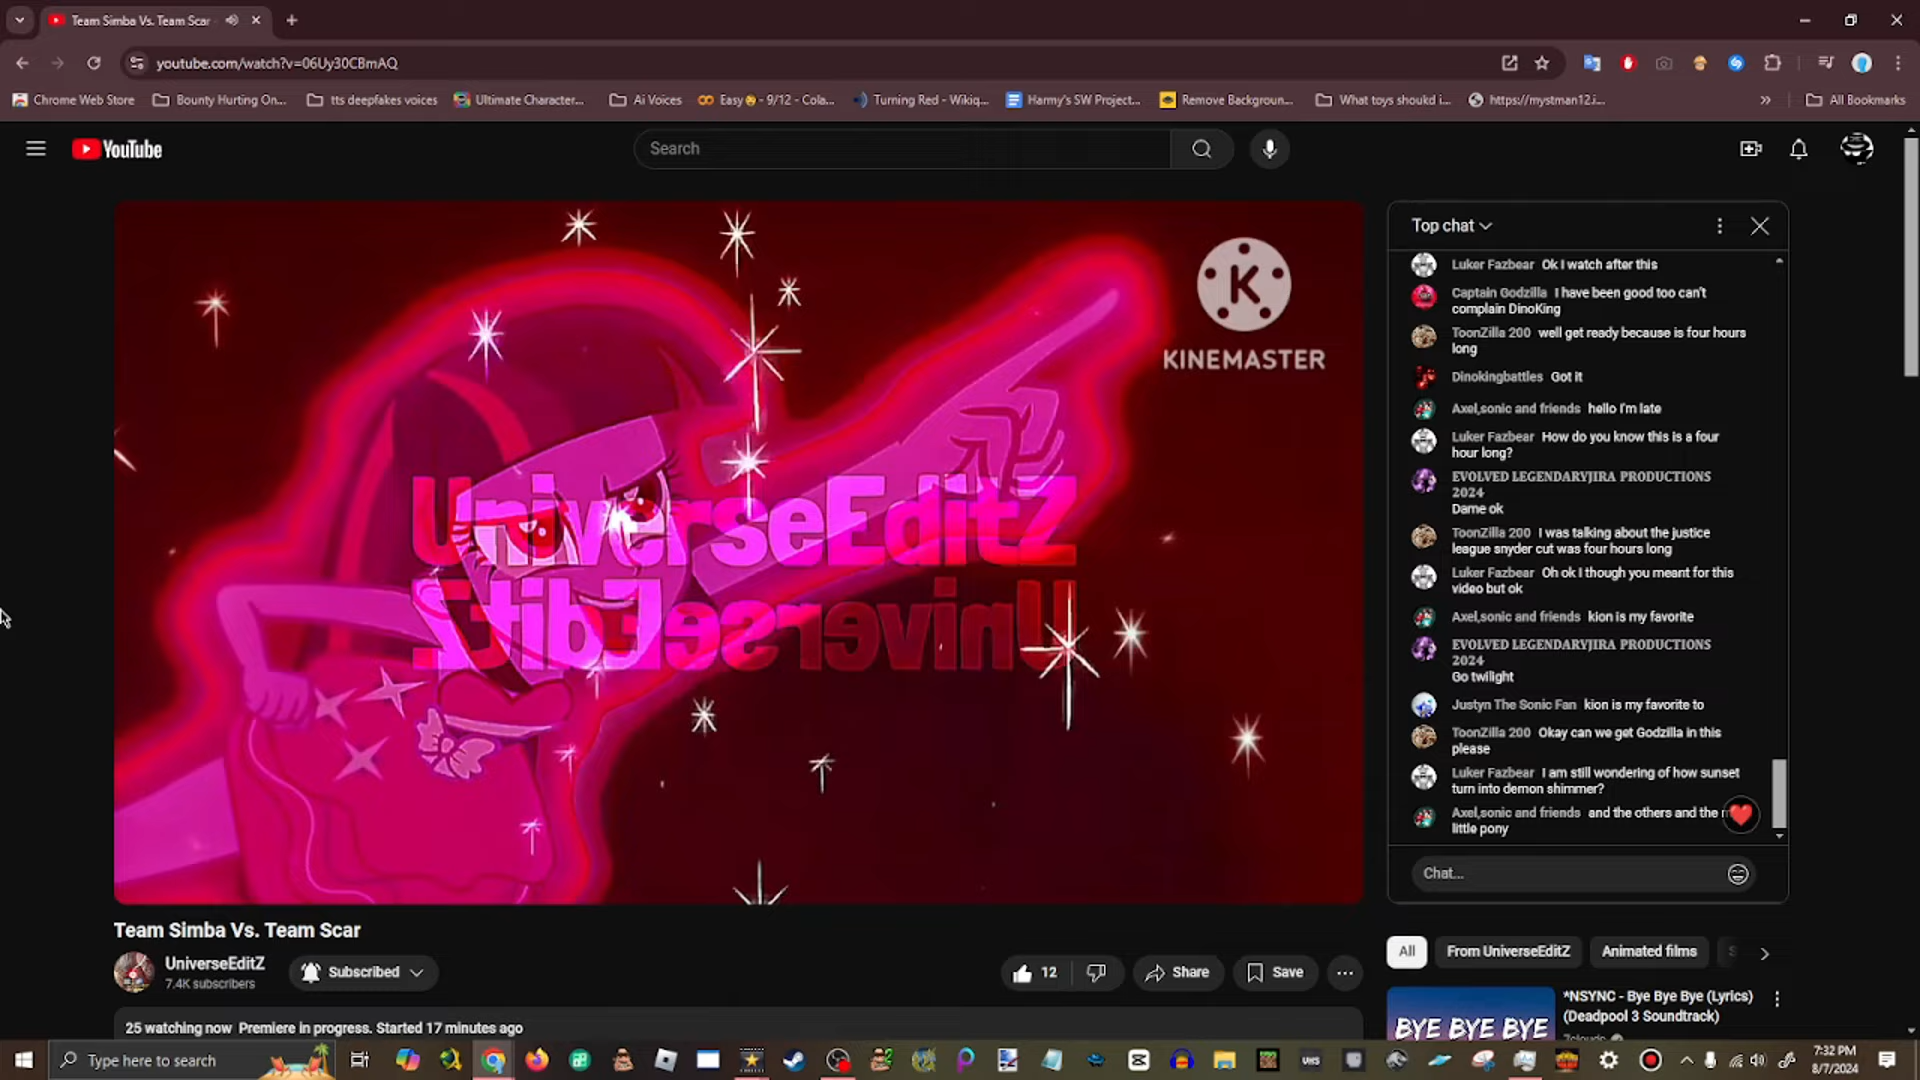 Team Simba Vs. Team Scar
youtube.com/watch?v=06Uy30CBmAQ
Chrome Web Store
Bounty Hurting On...
tts deepfakes voices
Ultimate Character...
Ai Voices
Easy - 9/12 - Cola...
Turning Red - Wikiq...
Harmy's SW Project...
Remove Backgroun...
What toys shoukd i...
https://mystman12.i...
All Bookmarks
YouTube
Search
K
KINEMASTER
UniverseEditZ
UniverseEditZ
Top chat
Luker Fazbear Ok I watch after this
Captain Godzilla I have been good too can't
complain DinoKing
ToonZilla 200 well get ready because is four hours
long
Dinokingbattles Got it
Axel,sonic and friends hello I'm late
Luker Fazbear How do you know this is a four
hour long?
EVOLVED LEGENDARYJIRA PRODUCTIONS
2024
Dame ok
ToonZilla 200 I was talking about the justice
league snyder cut was four hours long
Luker Fazbear Oh ok I though you meant for this
video but ok
Axel,sonic and friends kion is my favorite
EVOLVED LEGENDARYJIRA PRODUCTIONS
2024
Go twilight
Justyn The Sonic Fan kion is my favorite to
ToonZilla 200 Okay can we get Godzilla in this
please
Luker Fazbear I am still wondering of how sunset
turn into demon shimmer?
Axel,sonic and friends and the others and the
little pony
Chat...
Team Simba Vs. Team Scar
UniverseEditZ
7.4K subscribers
Subscribed
12
Share
Save
25 watching now Premiere in progress. Started 17 minutes ago
All
From UniverseEditZ
Animated films
*NSYNC - Bye Bye Bye (Lyrics)
(Deadpool 3 Soundtrack)
BYE BYE BYE
Type here to search
VHS
7:32 PM
8/7/2024